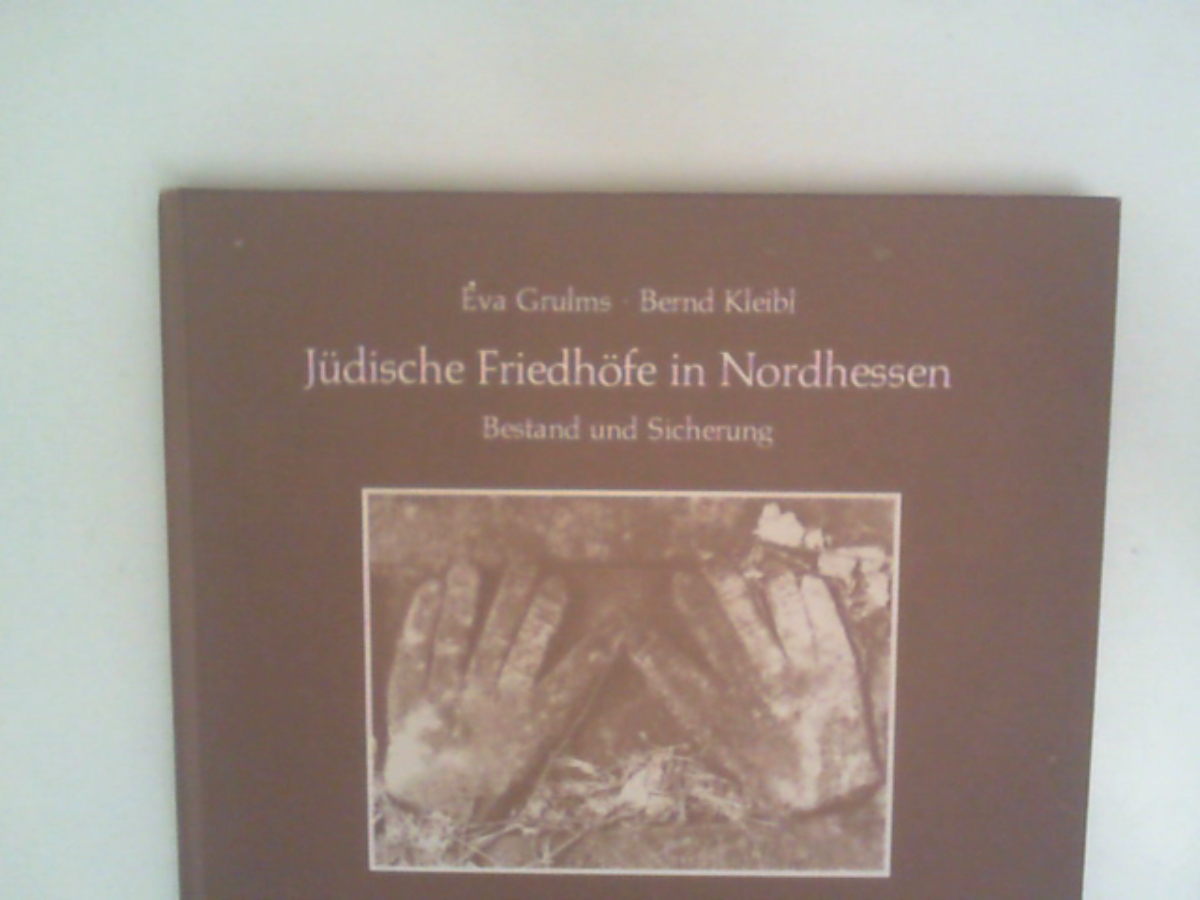 Eva Grulms · Bernd Kleibl
Jüdische Friedhöfe in Nordhessen
Bestand und Sicherung